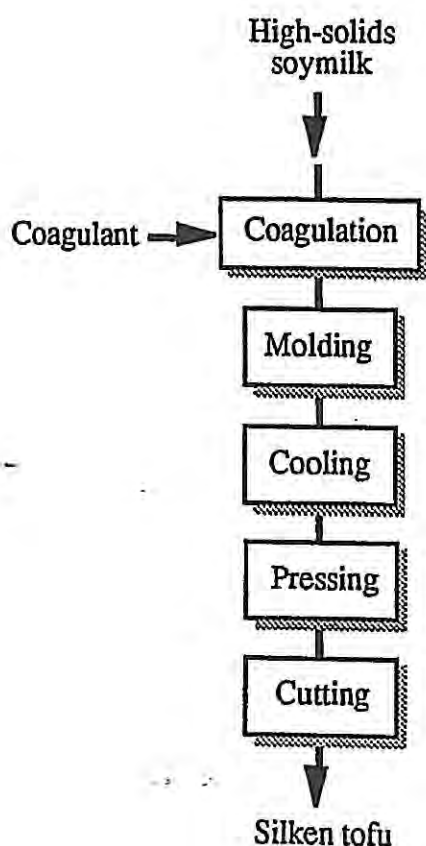 High-solids
soymilk
Coagulant
Coagulation
Molding
Cooling
Pressing
Cutting
Silken tofu